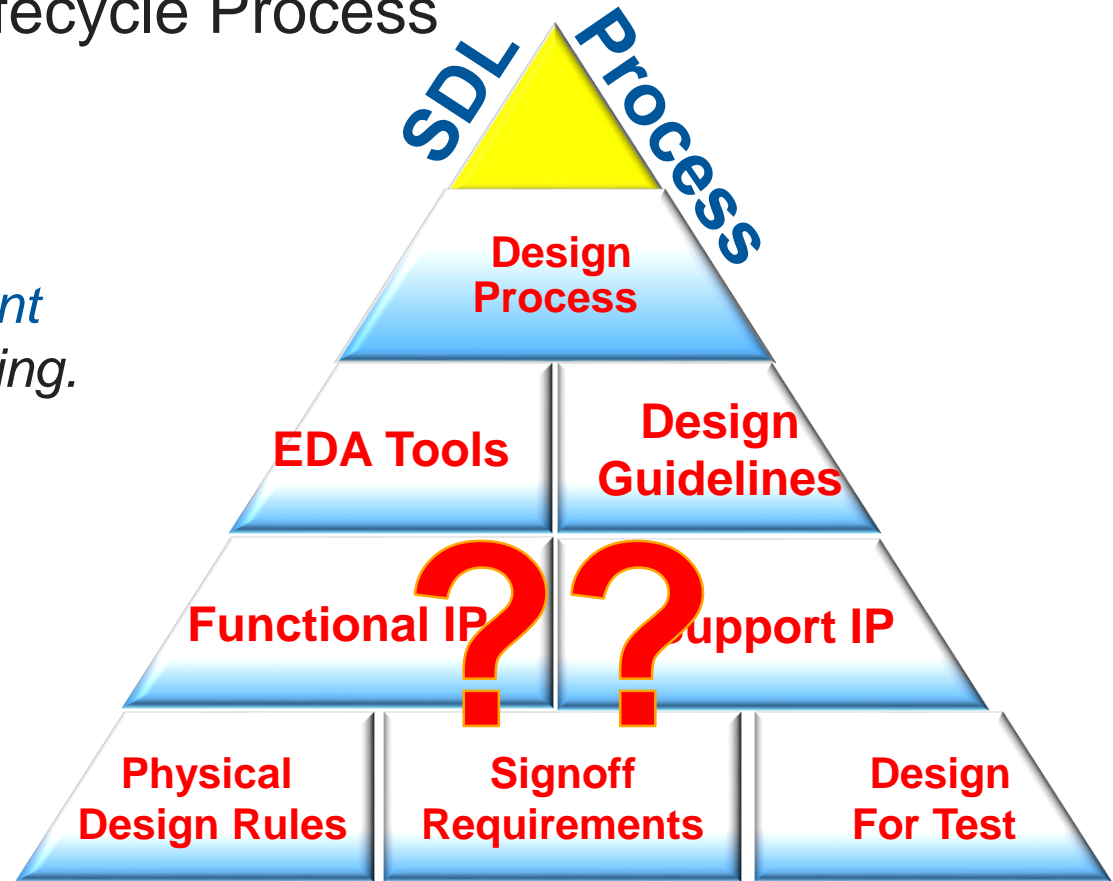 fecycle Process
SDL
Process
Design
Process
nt
ing.
EDA Tools
Design
Guidelines
Functional IP
??
upport IP
Physical
Design Rules
Signoff
Requirements
Design
For Test